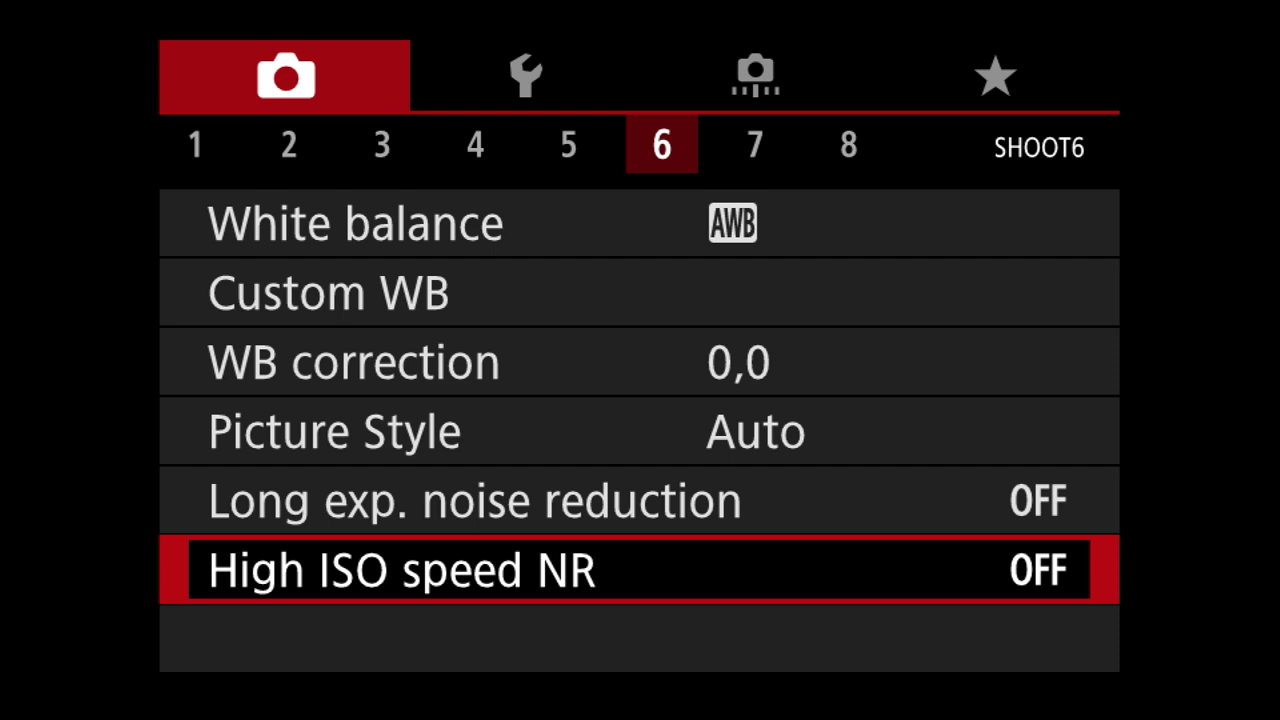 1 2 3 4 5 6 7 8 SHOOT6
White balance AWB
Custom WB
WB correction 0,0
Picture Style Auto
Long exp. noise reduction OFF
High ISO speed NR OFF